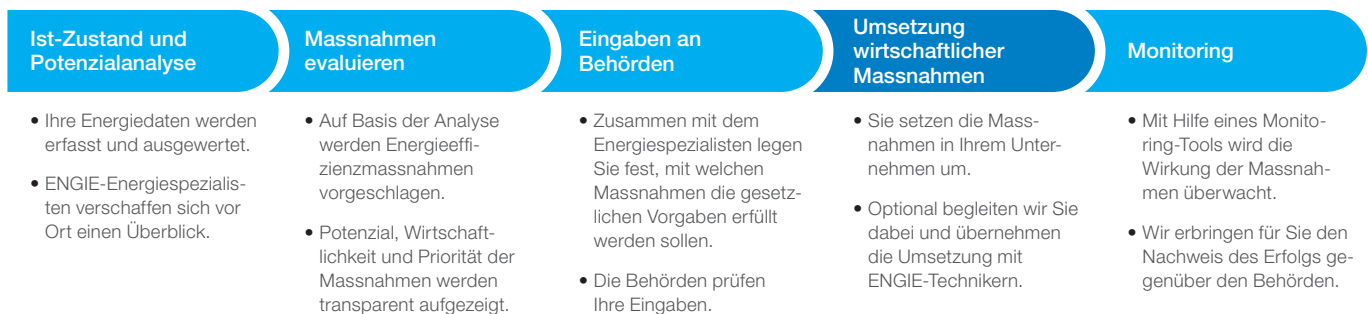 Ist-Zustand und
Potenzialanalyse
• Ihre Energiedaten werden
erfasst und ausgewertet.
• ENGIE-Energiespezialis-
ten verschaffen sich vor
Ort einen Überblick.
Massnahmen
evaluieren
• Auf Basis der Analyse
werden Energieeffi-
zienzmassnahmen
vorgeschlagen.
• Potenzial, Wirtschaft-
lichkeit und Priorität der
Massnahmen werden
transparent aufgezeigt.
Eingaben an
Behörden
• Zusammen mit dem
Energiespezialisten legen
Sie fest, mit welchen
Massnahmen die gesetz-
lichen Vorgaben erfüllt
werden sollen.
• Die Behörden prüfen
Ihre Eingaben.
Umsetzung
wirtschaftlicher
Massnahmen
• Sie setzen die Mass-
nahmen in Ihrem Unter-
nehmen um.
• Optional begleiten wir Sie
dabei und übernehmen
die Umsetzung mit
ENGIE-Technikern.
Monitoring
• Mit Hilfe eines Monito-
ring-Tools wird die
Wirkung der Massnah-
men überwacht.
• Wir erbringen für Sie den
Nachweis des Erfolgs ge-
genüber den Behörden.